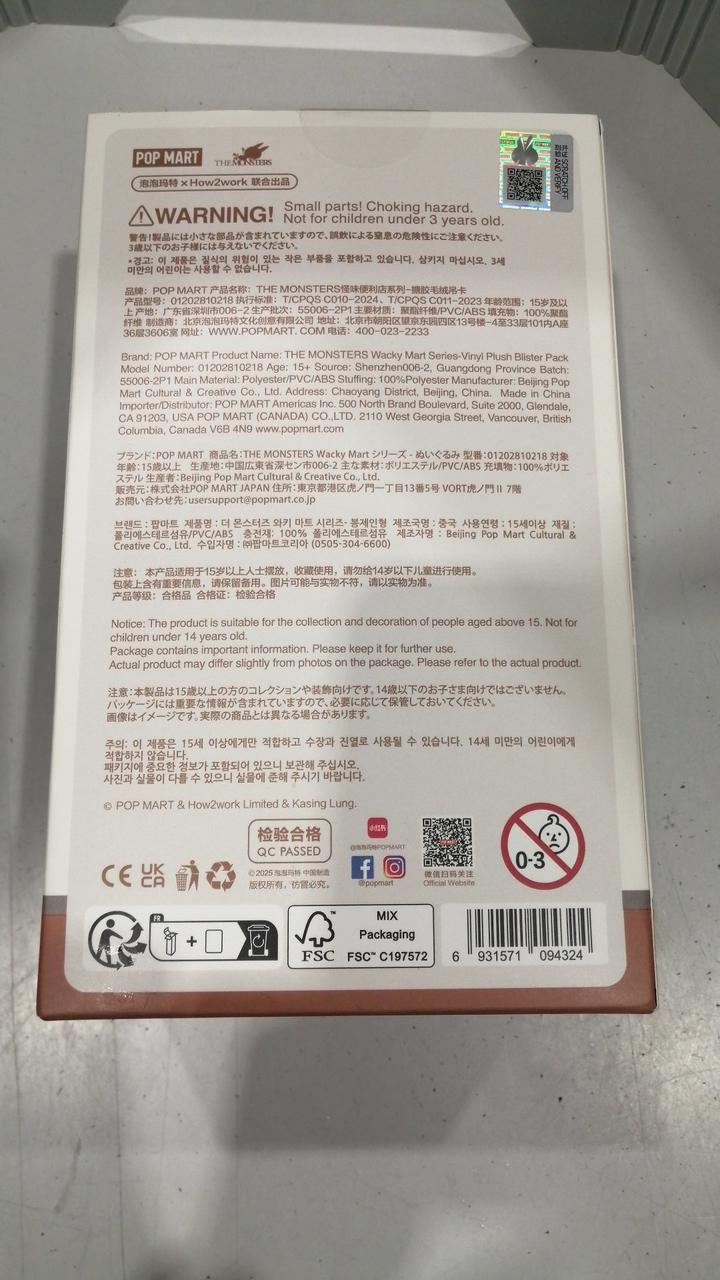 POP MART THE MONSTERS
泡泡玛特 × How2work 联合出品
SCRATCH OFF
AND VERIFY
WARNING! Small parts! Choking hazard.
Not for children under 3 years old.
警告!製品には小さな部品が含まれていますので、誤飲による窒息の危険性にご注意ください。
3歳以下のお子様には与えないでください。
*경고: 이 제품은 질식의 위험이 있는 작은 부품을 포함하고 있습니다. 삼키지 마십시오. 3세
미만의 어린이는 사용할 수 없습니다.
品牌：POP MART 产品名称：THE MONSTERS怪味便利店系列-搪胶毛绒吊卡
产品型号：01202810218 执行标准：T/CPQS C010-2024、T/CPQS C011-2023 年龄范围：15岁及以
上 产地：广东省深圳市006-2 生产批次：55006-2P1 主要材质：聚酯纤维/PVC/ABS 填充物：100%聚酯
纤维 制造商：北京泡泡玛特文化创意有限公司 地址：北京市朝阳区望京东园四区13号楼-4至33层101内A座
36层3606室 网址：WWW.POPMART. COM 电话：400-023-2233
Brand: POP MART Product Name: THE MONSTERS Wacky Mart Series-Vinyl Plush Blister Pack
Model Number: 01202810218 Age: 15+ Source: Shenzhen006-2, Guangdong Province Batch:
55006-2P1 Main Material: Polyester/PVC/ABS Stuffing: 100%Polyester Manufacturer: Beijing Pop
Mart Cultural & Creative Co., Ltd. Address: Chaoyang District, Beijing, China. Made in China
Importer/Distributor: POP MART Americas Inc. 500 North Brand Boulevard, Suite 2000, Glendale,
CA 91203, USA POP MART (CANADA) CO.,LTD. 2110 West Georgia Street, Vancouver, British
Columbia, Canada V6B 4N9 www.popmart.com
ブランド:POP MART 商品名:THE MONSTERS Wacky Mart シリーズ - ぬいぐるみ 型番:01202810218 対象
年齢:15歳以上 生産地:中国広東省深セン市006-2 主な素材:ポリエステル/PVC/ABS 充填物:100%ポリエ
ステル 生産者:Beijing Pop Mart Cultural & Creative Co., Ltd.
販売元:株式会社POP MART JAPAN 住所:東京都港区虎ノ門一丁目13番5号 VORT虎ノ門Ⅱ 7階
お問い合わせ先:usersupport@popmart.co.jp
브랜드 : 팝마트 제품명 : 더 몬스터즈 와키 마트 시리즈- 봉제인형 제조국명 : 중국 사용연령 : 15세이상 재질 :
폴리에스테르섬유/PVC/ABS 충전재: 100% 폴리에스테르섬유 제조자명 : Beijing Pop Mart Cultural &
Creative Co., Ltd. 수입자명 : ㈜팝마트코리아 (0505-304-6600)
注意：本产品适用于15岁以上人士摆放，收藏使用，请勿给14岁以下儿童进行使用。
包装上含有重要信息，请保留备用。图片可能与实物不符，请以实物为准。
产品等级：合格品 合格证：检验合格
Notice: The product is suitable for the collection and decoration of people aged above 15. Not for
children under 14 years old.
Package contains important information. Please keep it for further use.
Actual product may differ slightly from photos on the package. Please refer to the actual product.
注意:本製品は15歳以上の方のコレクションや装飾向けです。14歳以下のお子さま向けではございません。
パッケージには重要な情報が含まれていますので、必要に応じて保管しておいてください。
画像はイメージです。実際の商品とは異なる場合があります。
주의: 이 제품은 15세 이상에게만 적합하고 수장과 진열로 사용될 수 있습니다. 14세 미만의 어린이에게
적합하지 않습니다.
패키지에 중요한 정보가 포함되어 있으니 보관해 주십시오.
사진과 실물이 다를 수 있으니 실물에 준해 주시기 바랍니다.
© POP MART & How2work Limited & Kasing Lung.
检验合格
QC PASSED
©2025 泡泡玛特 中国制造
版权所有，仿冒必究。
小红书
@泡泡玛特POPMART
@popmart
微信扫码关注
Official Website
0-3
CE UK
CA
FR
FSC
MIX
Packaging
FSC™ C197572
6 931571 094324